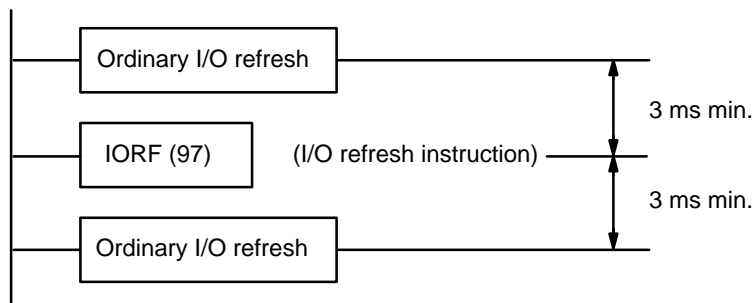 Ordinary I/O refresh
3 ms min.
IORF (97) (I/O refresh instruction)
3 ms min.
Ordinary I/O refresh